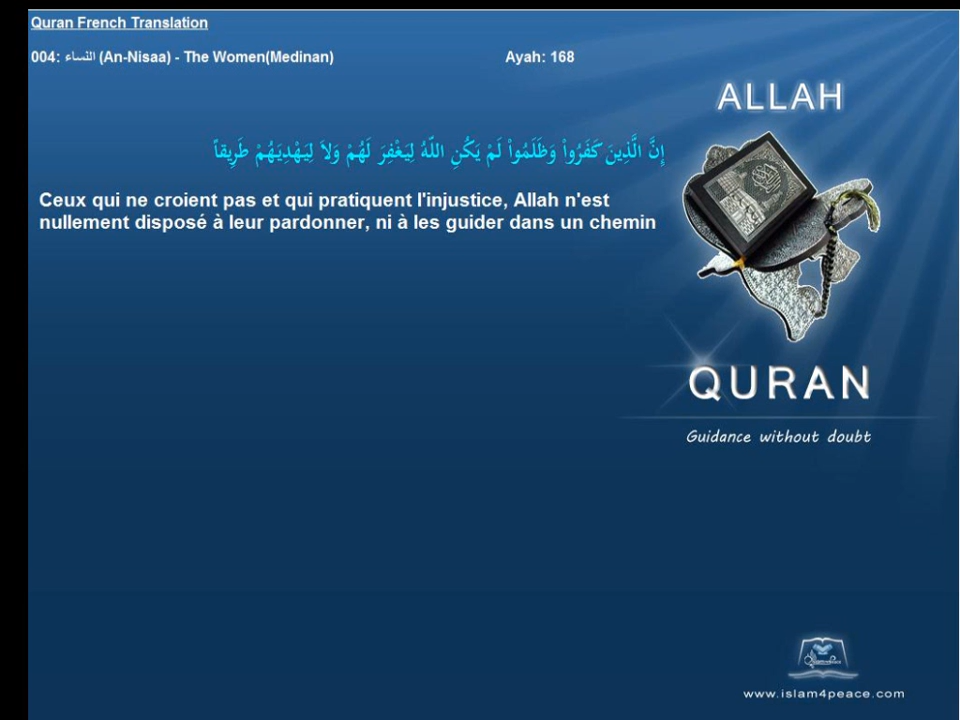 Quran French Translation
004: النساء (An-Nisaa) - The Women(Medinan) Ayah: 168
ALLAH
إِنَّ الَّذِينَ كَفَرُواْ وَظَلَمُواْ لَمْ يَكُنِ اللّهُ لِيَغْفِرَ لَهُمْ وَلاَ لِيَهْدِيَهُمْ طَرِيقاً
Ceux qui ne croient pas et qui pratiquent l'injustice, Allah n'est
nullement disposé à leur pardonner, ni à les guider dans un chemin
QURAN
Guidance without doubt
www.islam4peace.com